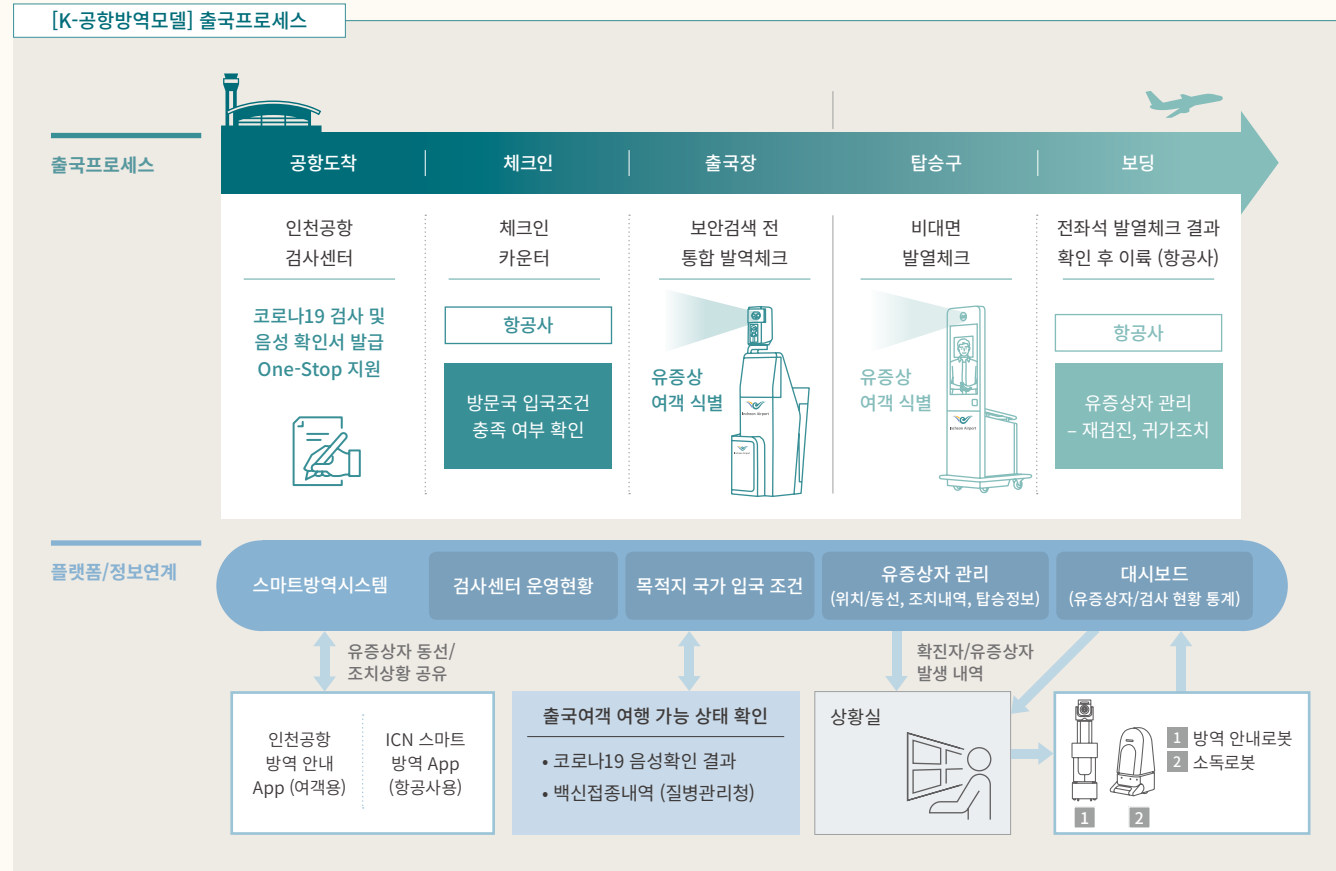 [K-공항방역모델] 출국프로세스
출국프로세스
공항도착
체크인
출국장
탑승구
보딩
인천공항
검사센터
코로나19 검사 및
음성 확인서 발급
One-Stop 지원
체크인
카운터
항공사
방문국 입국조건
충족 여부 확인
보안검색 전
통합 발역체크
유증상
여객 식별
Incheon Airport
Incheon Airport
비대면
발열체크
유증상
여객 식별
Incheon Airport
전좌석 발열체크 결과
확인 후 이륙 (항공사)
항공사
유증상자 관리
– 재검진, 귀가조치
플랫폼/정보연계
스마트방역시스템
검사센터 운영현황
목적지 국가 입국 조건
유증상자 관리
(위치/동선, 조치내역, 탑승정보)
대시보드
(유증상자/검사 현황 통계)
유증상자 동선/
조치상황 공유
확진자/유증상자
발생 내역
인천공항
방역 안내
App (여객용)
ICN 스마트
방역 App
(항공사용)
출국여객 여행 가능 상태 확인
• 코로나19 음성확인 결과
• 백신접종내역 (질병관리청)
상황실
1 방역 안내로봇
2 소독로봇
1
2